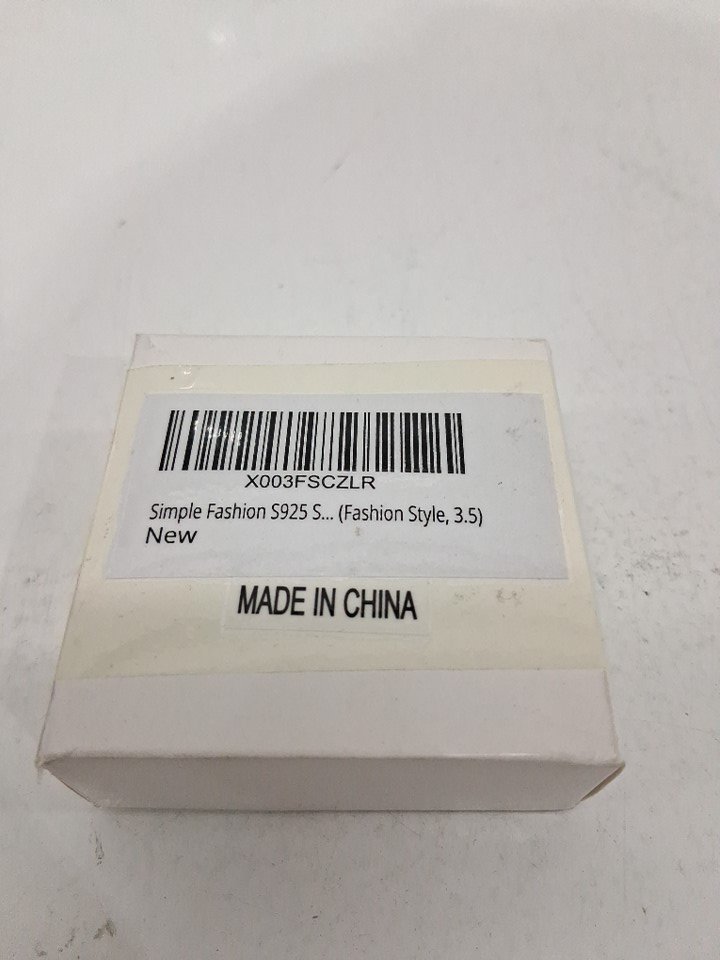 X003FSCZLR
Simple Fashion S925 S... (Fashion Style, 3.5)
New
MADE IN CHINA